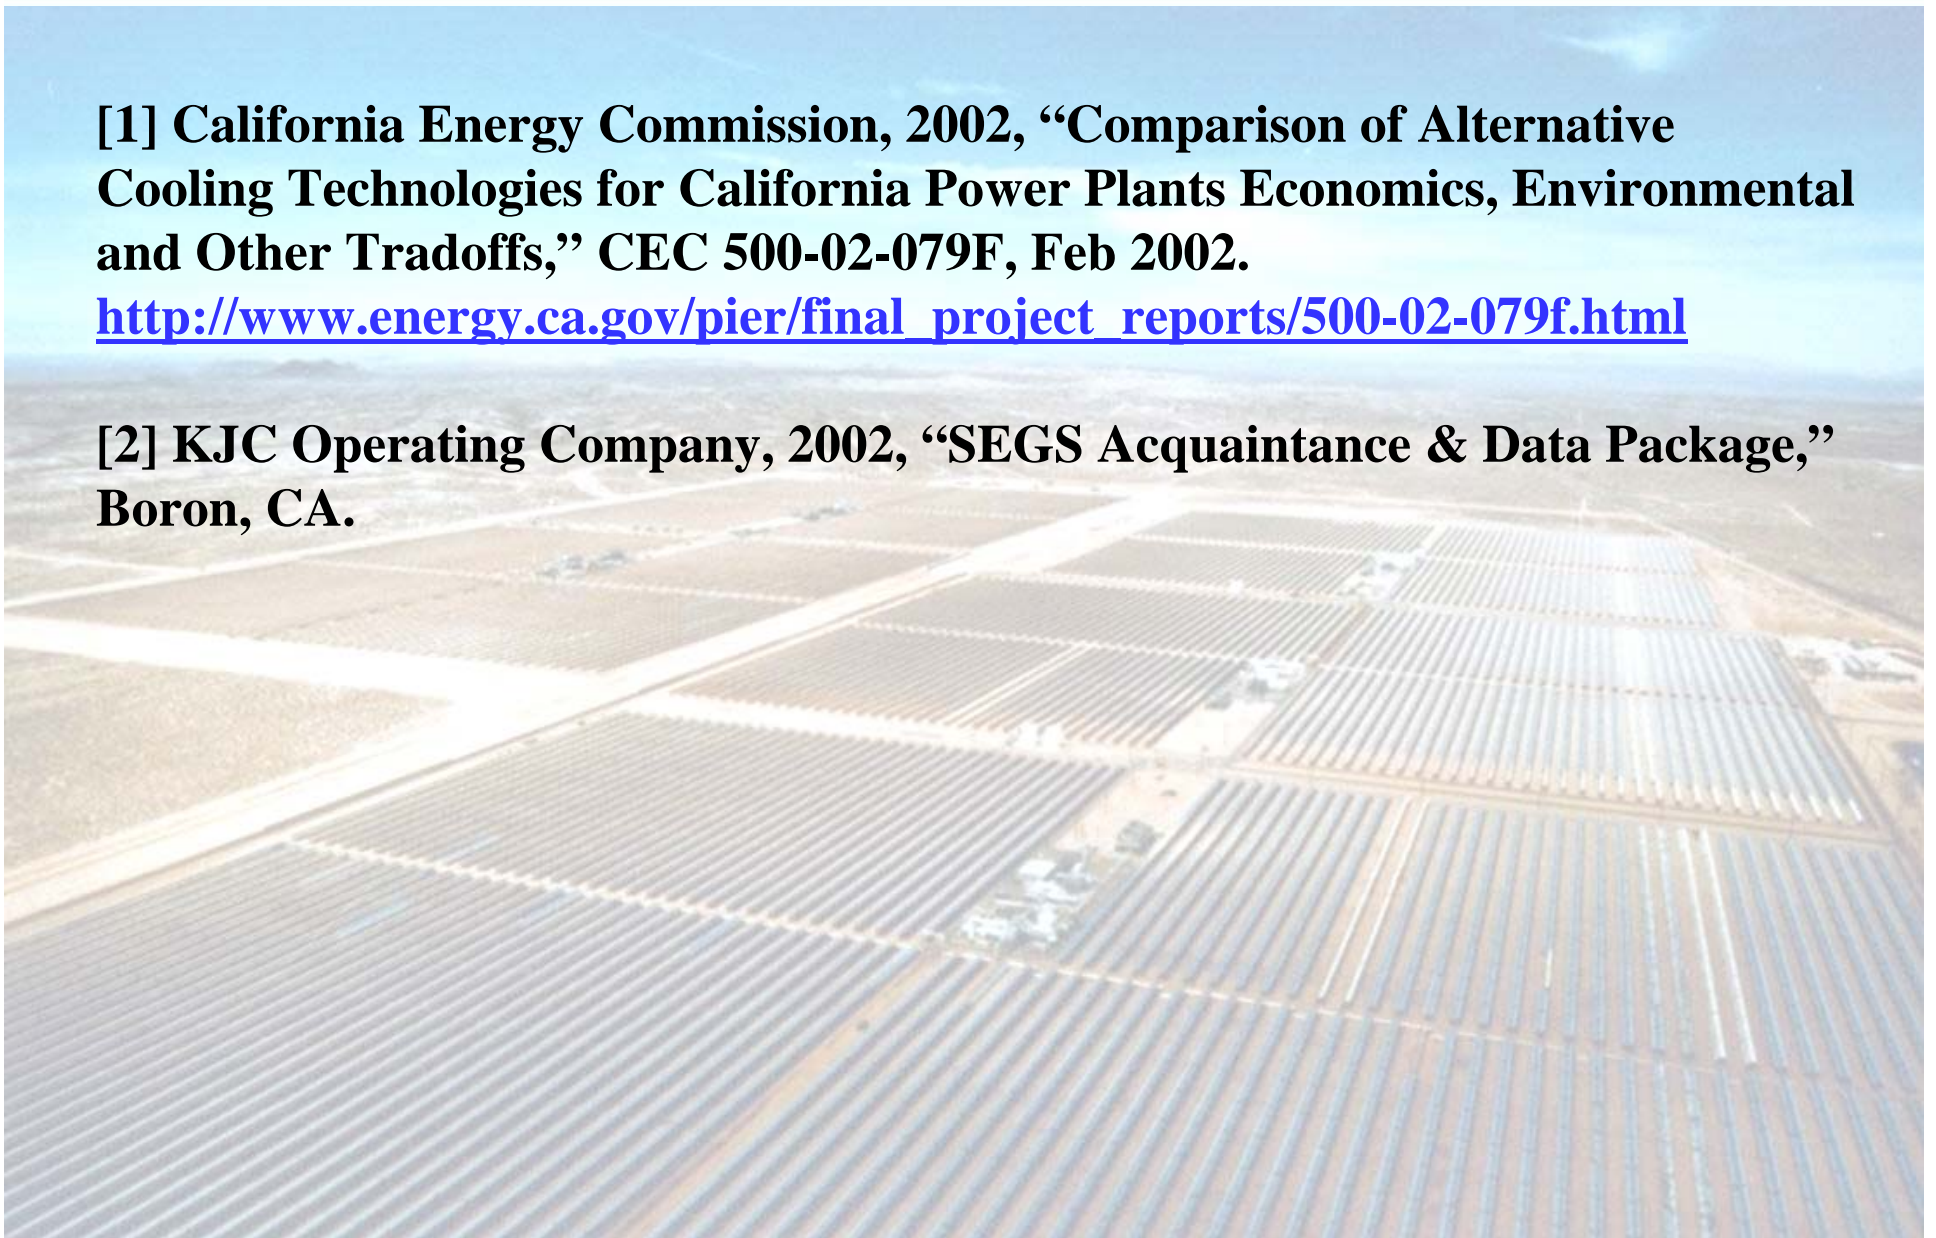 [1] California Energy Commission, 2002, “Comparison of Alternative
Cooling Technologies for California Power Plants Economics, Environmental
and Other Tradoffs,” CEC 500-02-079F, Feb 2002.
http://www.energy.ca.gov/pier/final_project_reports/500-02-079f.html
[2] KJC Operating Company, 2002, “SEGS Acquaintance & Data Package,”
Boron, CA.